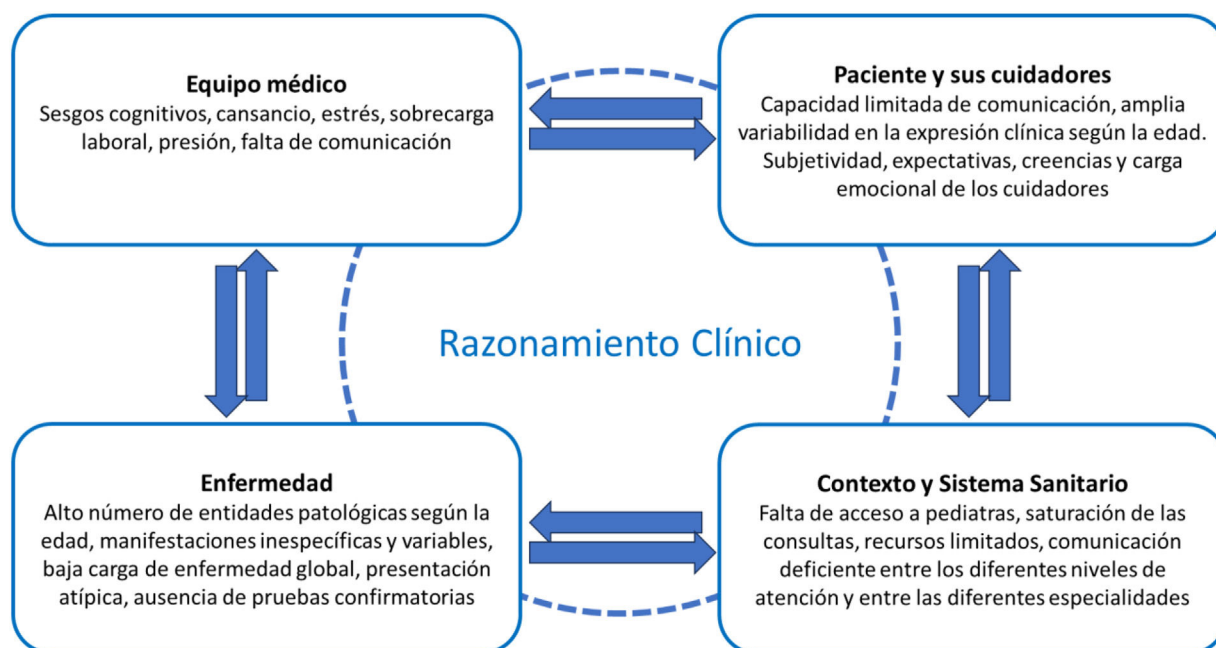 Equipo médico
Sesgos cognitivos, cansancio, estrés, sobrecarga
laboral, presión, falta de comunicación
Paciente y sus cuidadores
Capacidad limitada de comunicación, amplia
variabilidad en la expresión clínica según la edad.
Subjetividad, expectativas, creencias y carga
emocional de los cuidadores
Razonamiento Clínico
Enfermedad
Alto número de entidades patológicas según la
edad, manifestaciones inespecíficas y variables,
baja carga de enfermedad global, presentación
atípica, ausencia de pruebas confirmatorias
Contexto y Sistema Sanitario
Falta de acceso a pediatras, saturación de las
consultas, recursos limitados, comunicación
deficiente entre los diferentes niveles de
atención y entre las diferentes especialidades